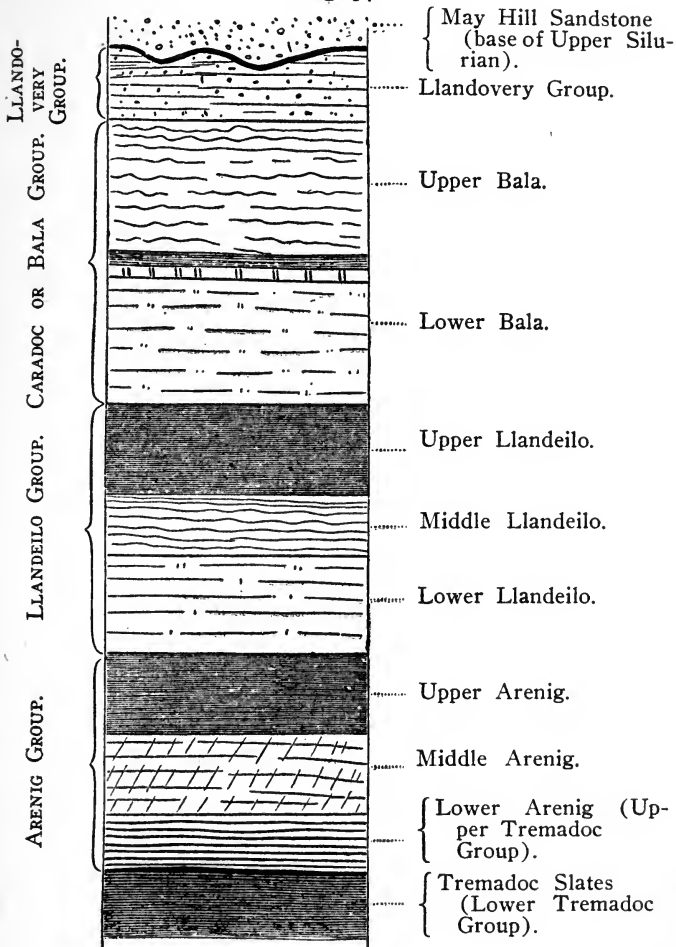 May Hill Sandstone
(base of Upper Silu-
rian).
LLANDO-
VERY
GROUP.
Llandovery Group.
CARADOC OR BALA GROUP.
Upper Bala.
Lower Bala.
LLANDEILO GROUP.
Upper Llandeilo.
Middle Llandeilo.
Lower Llandeilo.
ARENIG GROUP.
Upper Arenig.
Middle Arenig.
Lower Arenig (Up-
per Tremadoc
Group).
Tremadoc Slates
(Lower Tremadoc
Group).